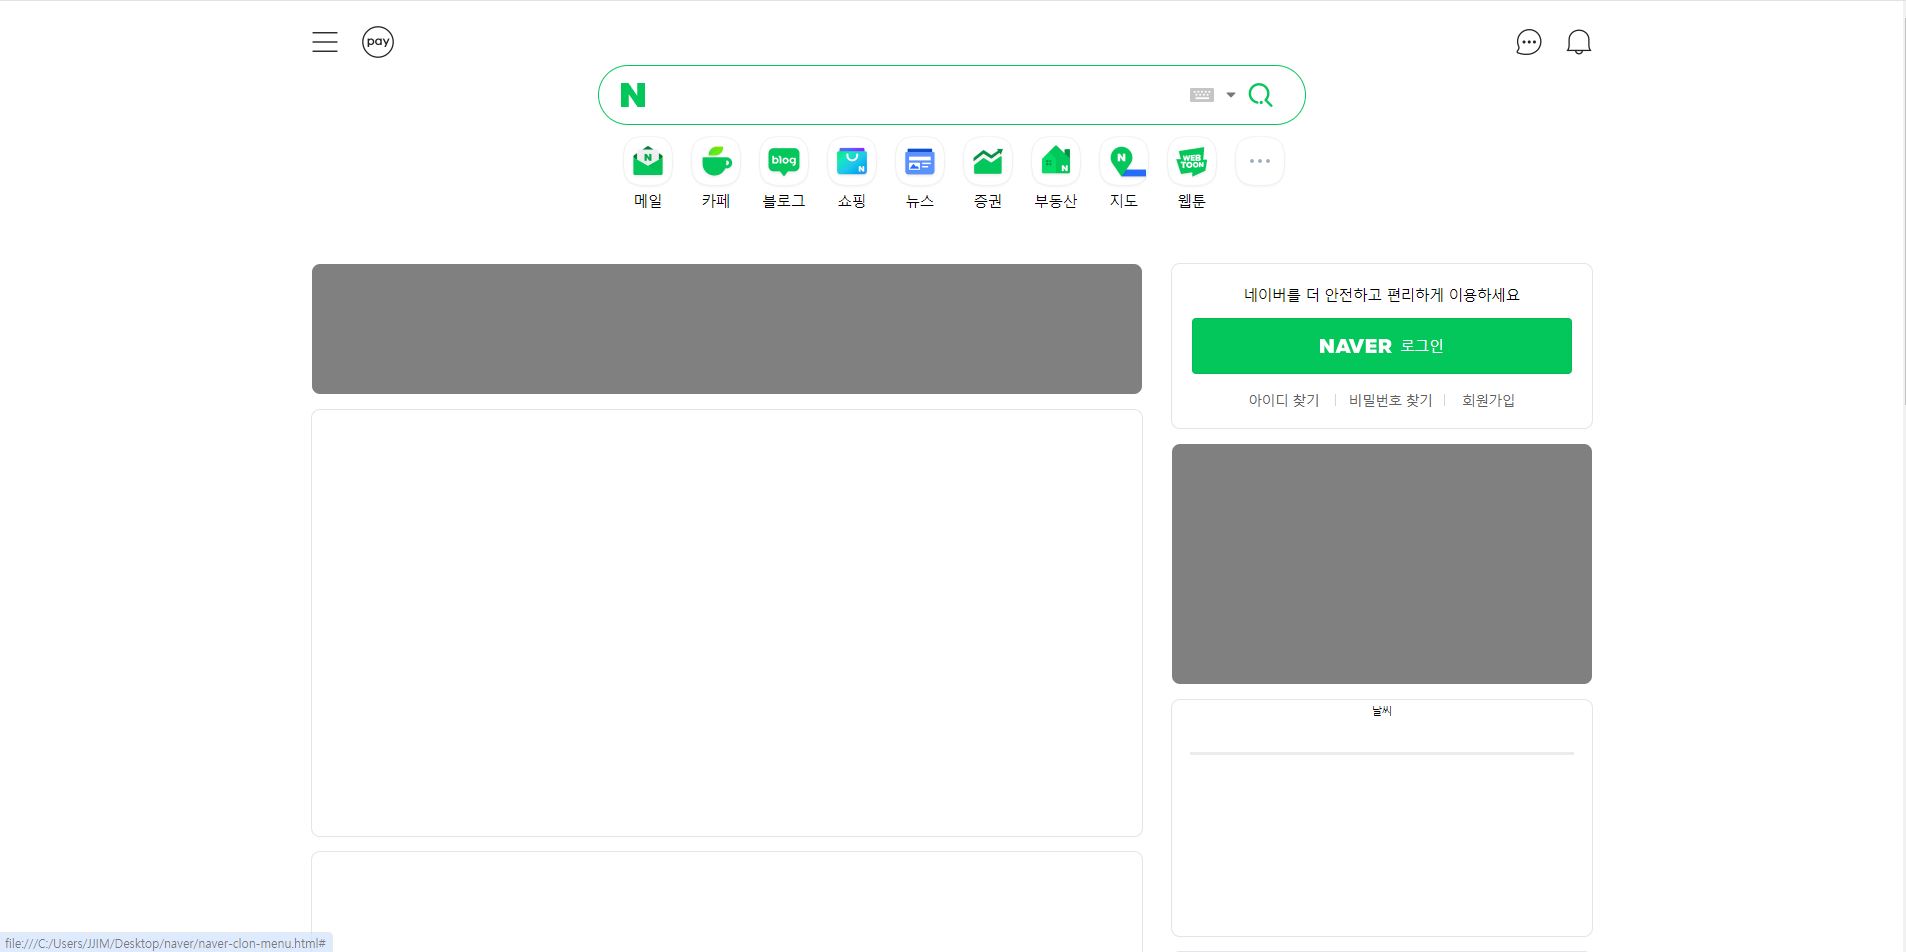 pay
N
메일 카페 blog 블로그 쇼핑 뉴스 증권 부동산 지도 WEB TOON 웹툰
네이버를 더 안전하고 편리하게 이용하세요
NAVER 로그인
아이디 찾기 비밀번호 찾기 회원가입
날씨
file:///C:/Users/JJIM/Desktop/naver/naver-clon-menu.html#